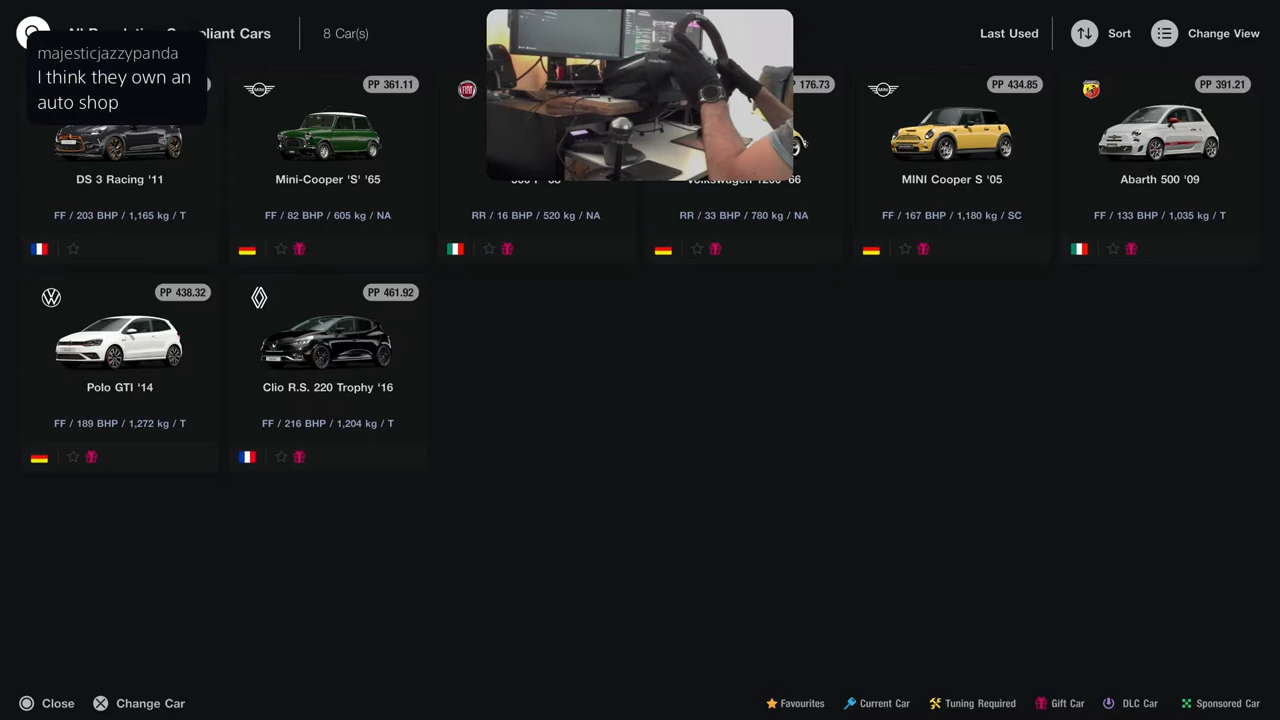 Compliant Cars
8 Car(s)
Last Used
Sort
Change View
majesticjazzypanda
I think they own an
auto shop
PP 361.11
176.73
PP 434.85
PP 391.21
DS 3 Racing '11
Mini-Cooper 'S' '65
Volkswagen 1200 '66
MINI Cooper S '05
Abarth 500 '09
FF / 203 BHP / 1,165 kg / T
FF / 82 BHP / 605 kg / NA
RR / 16 BHP / 520 kg / NA
RR / 33 BHP / 780 kg / NA
FF / 167 BHP / 1,180 kg / SC
FF / 133 BHP / 1,035 kg / T
PP 438.32
PP 461.92
Polo GTI '14
Clio R.S. 220 Trophy '16
FF / 189 BHP / 1,272 kg / T
FF / 216 BHP / 1,204 kg / T
Close
Change Car
Favourites
Current Car
Tuning Required
Gift Car
DLC Car
Sponsored Car